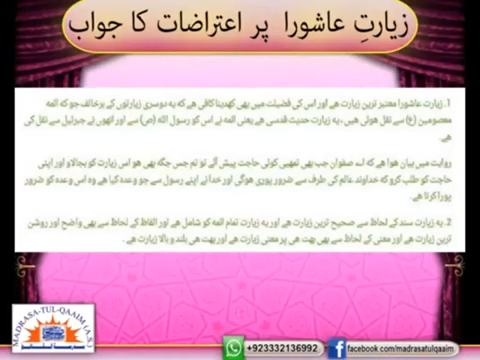 زیارتِ عاشورا پر اعتراضات کا جواب
1. زیارت عاشورا معتبر ترین زیارت ہے اور اس کی فضیلت میں یہی کہدینا کافی ہے کہ یہ دوسری زیارتوں کے برخلاف جو کہ ائمہ
معصومین (ع) سے نقل ہوئی ہیں، یہ زیارت حدیث قدسی ہے یعنی ائمہ نے اس کو رسول اللہ (ص) سے اور انھوں نے جبرئیل سے نقل کی
ہے.
روایت میں بیان ہوا ہے کہ اے صفوان جب بھی تمھیں کوئی حاجت پیش آئے تو تم جس جگہ بھی ہو اس زیارت کو بجالاو اور اپنی
حاجت کو طلب کرو کہ خداوند عالم کی طرف سے ضرور پوری ہوگی اور خدا نے اپنے رسول سے جو وعدہ کیا ہے وہ اس وعدہ کو ضرور
پورا کرتا ہے.
2. یہ زیارت سند کے لحاظ سے صحیح ترین زیارت ہے اور یہ زیارت تمام ائمہ کو شامل ہے اور الفاظ کے لحاظ سے بھی واضح اور روشن
ترین زیارت ہے اور معنی کے لحاظ سے بھی بہت ہی پر معنی زیارت ہے اور بہت ہی بلند و بالا زیارت ہے.
MADRASA-TUL-QAAIM (A.S)
+923332136992
facebook.com/madrasatulqaaim